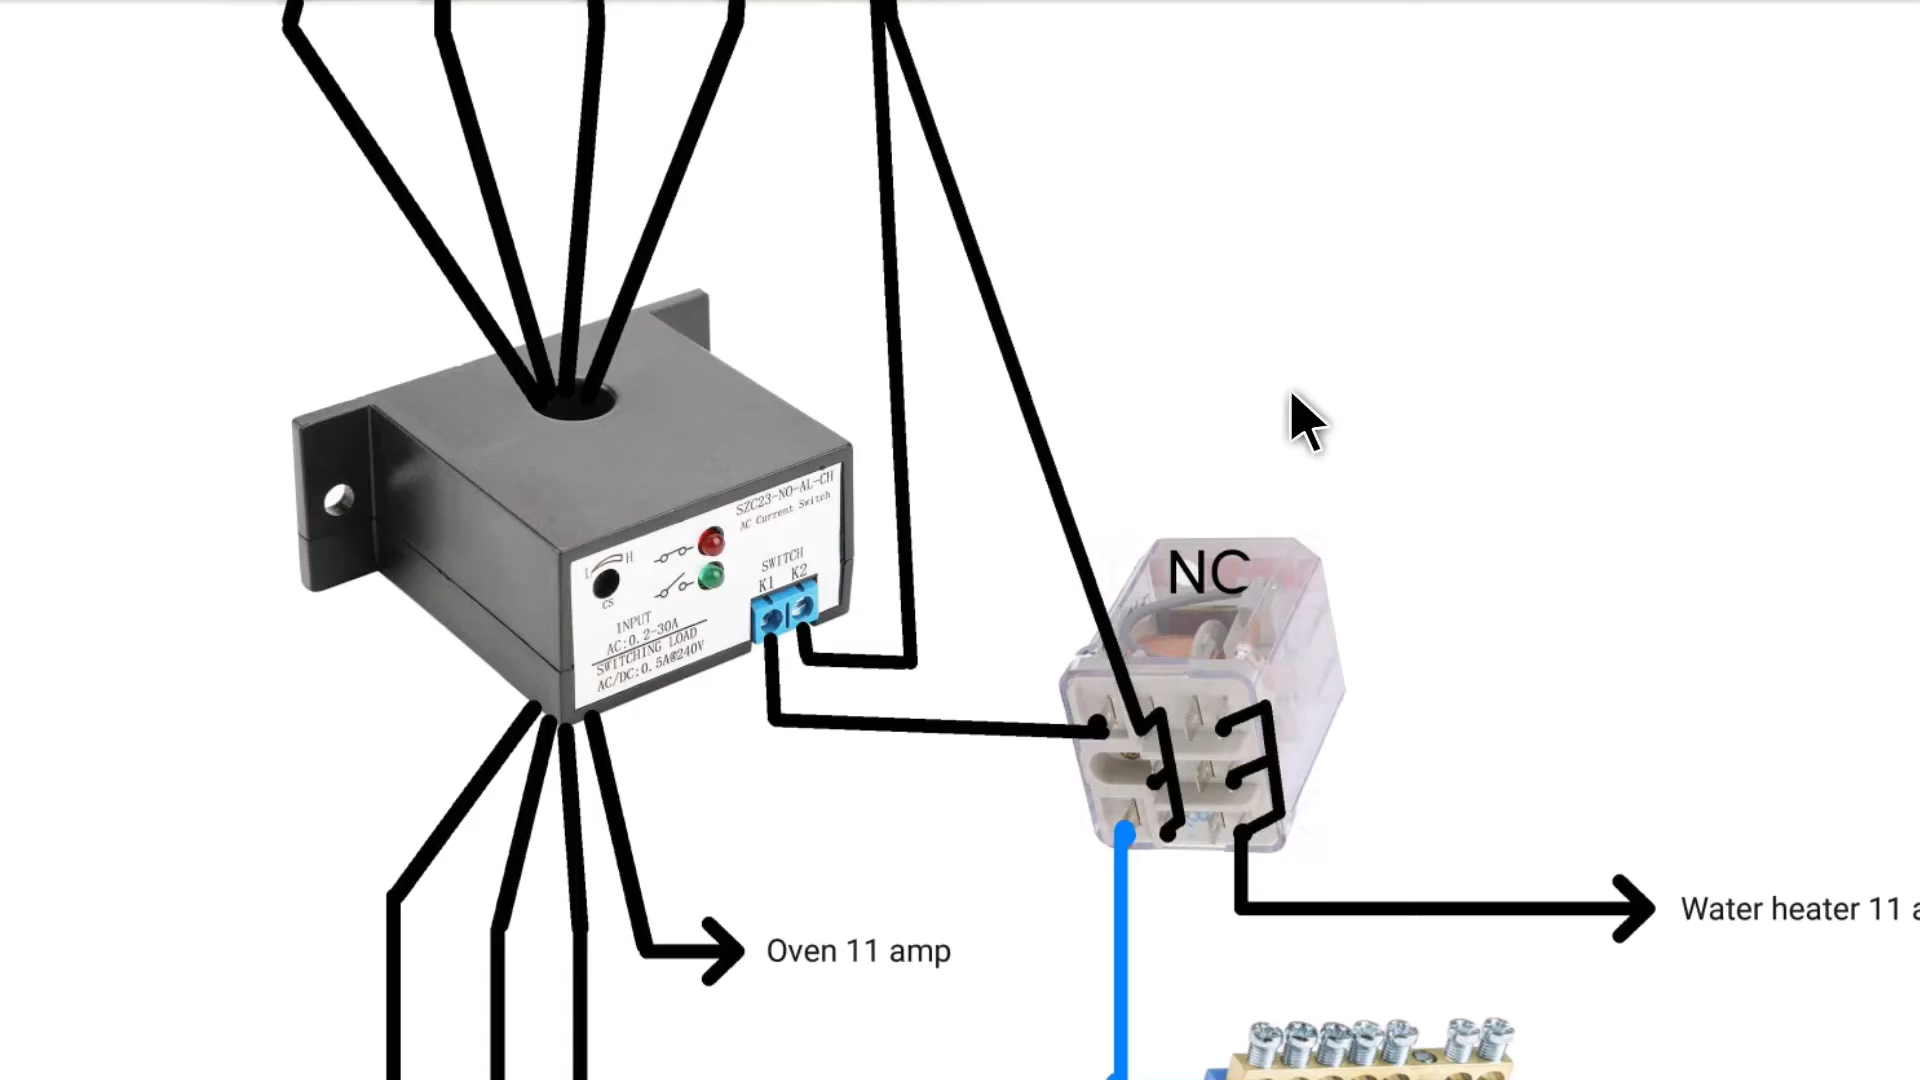 SZC23-NO-AL-CH
AC Current Switch
L H
CS
SWITCH
K1 K2
INPUT
AC:0.2-30A
SWITCHING LOAD
AC/DC:0.5A@240V
NC
Oven 11 amp
Water heater 11 a